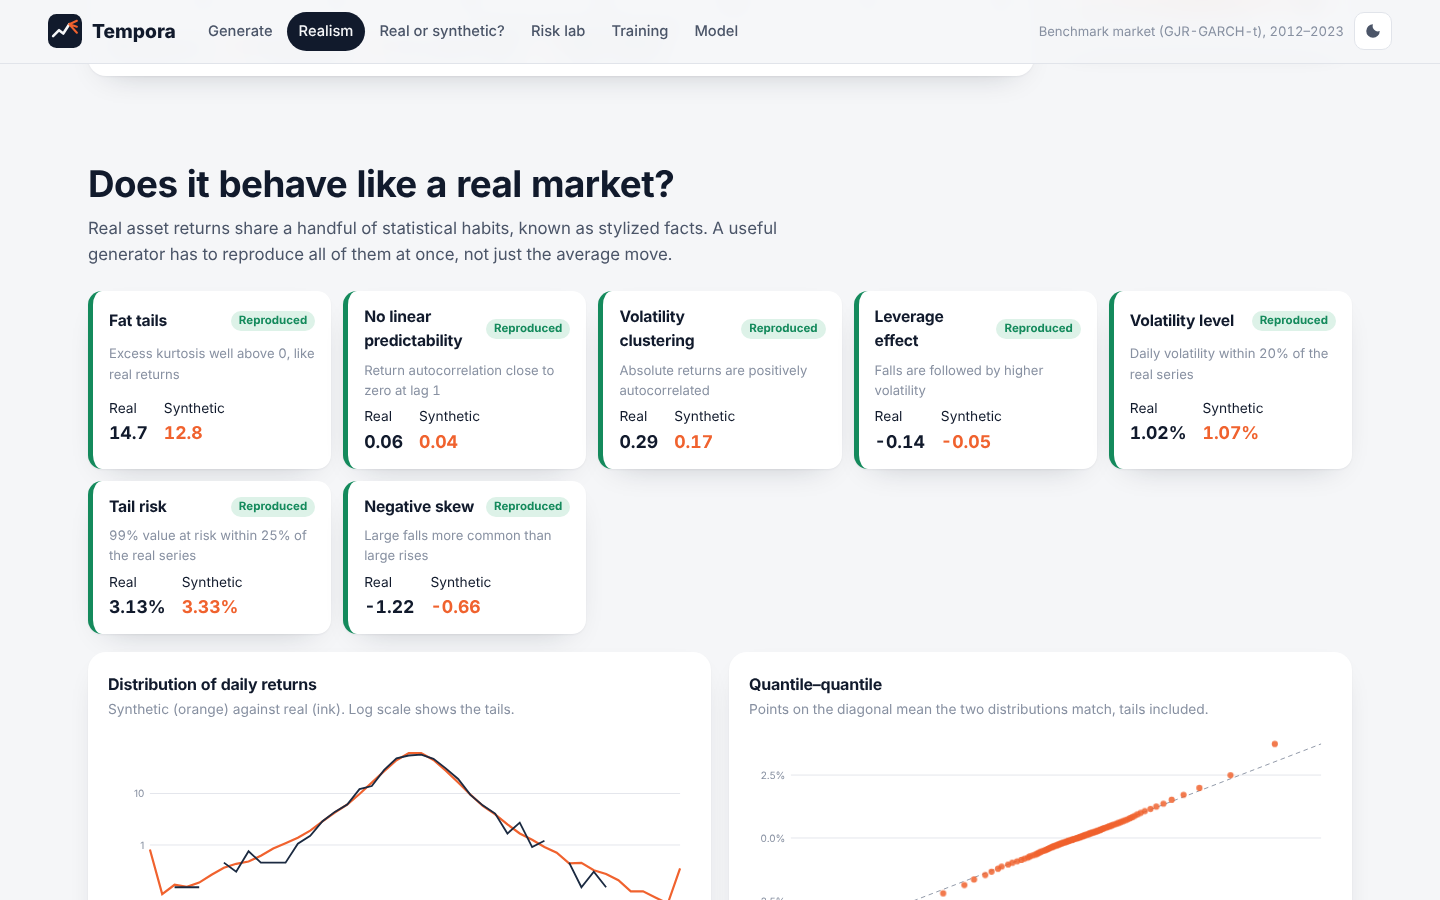 Tempora
Generate
Realism
Real or synthetic?
Risk lab
Training
Model
Benchmark market (GJR-GARCH-t), 2012–2023
Does it behave like a real market?
Real asset returns share a handful of statistical habits, known as stylized facts. A useful
generator has to reproduce all of them at once, not just the average move.
Fat tails
Reproduced
Excess kurtosis well above 0, like
real returns
Real
Synthetic
14.7
12.8
No linear
predictability
Reproduced
Return autocorrelation close to
zero at lag 1
Real
Synthetic
0.06
0.04
Volatility
clustering
Reproduced
Absolute returns are positively
autocorrelated
Real
Synthetic
0.29
0.17
Leverage
effect
Reproduced
Falls are followed by higher
volatility
Real
Synthetic
-0.14
-0.05
Volatility level
Reproduced
Daily volatility within 20% of the
real series
Real
Synthetic
1.02%
1.07%
Tail risk
Reproduced
99% value at risk within 25% of
the real series
Real
Synthetic
3.13%
3.33%
Negative skew
Reproduced
Large falls more common than
large rises
Real
Synthetic
-1.22
-0.66
Distribution of daily returns
Synthetic (orange) against real (ink). Log scale shows the tails.
10
1
Quantile–quantile
Points on the diagonal mean the two distributions match, tails included.
2.5%
0.0%